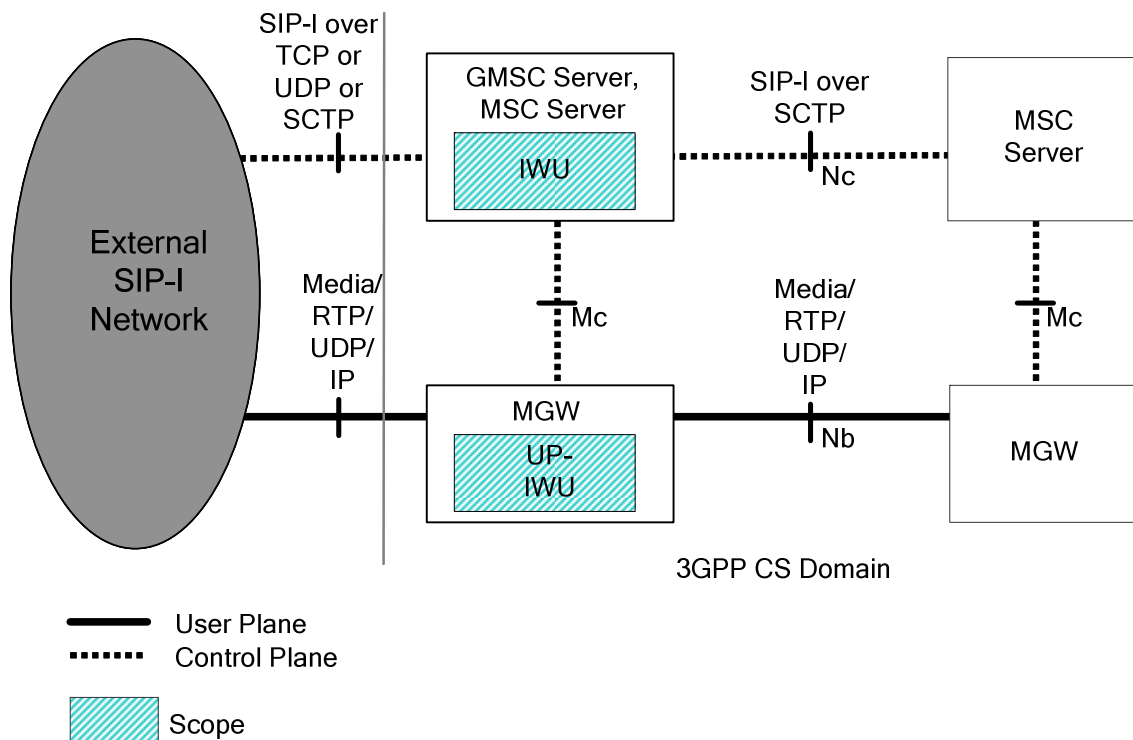 SIP-I over
TCP or
UDP or
SCTP
GMSC Server,
MSC Server
IWU
SIP-I over
SCTP
Nc
MSC
Server
External
SIP-I
Network
Media/
RTP/
UDP/
IP
Mc
Media/
RTP/
UDP/
IP
Mc
MGW
UP-
IWU
Nb
MGW
3GPP CS Domain
User Plane
Control Plane
Scope